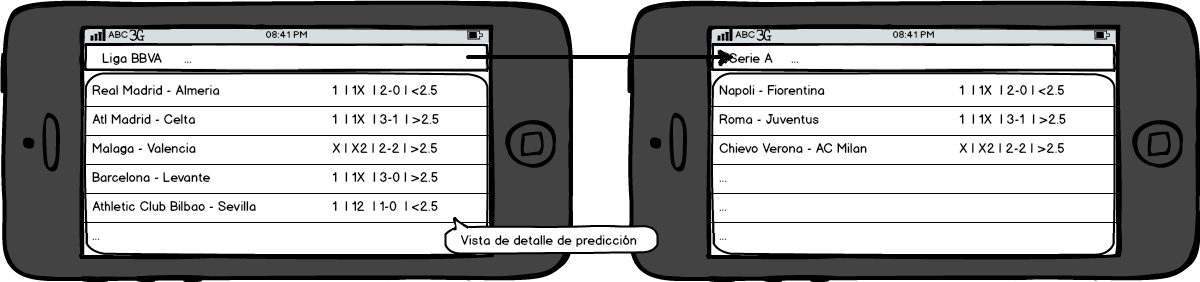 ABC 3G 08:41 PM
Liga BBVA ...
Real Madrid - Almeria 1 | 1X | 2-0 | <2.5
Atl Madrid - Celta 1 | 1X | 3-1 | >2.5
Malaga - Valencia X | X2 | 2-2 | >2.5
Barcelona - Levante 1 | 1X | 3-0 | >2.5
Athletic Club Bilbao - Sevilla 1 | 12 | 1-0 | <2.5
...
Vista de detalle de predicción
ABC 3G 08:41 PM
Serie A ...
Napoli - Fiorentina 1 | 1X | 2-0 | <2.5
Roma - Juventus 1 | 1X | 3-1 | >2.5
Chievo Verona - AC Milan X | X2 | 2-2 | >2.5
...
...
...